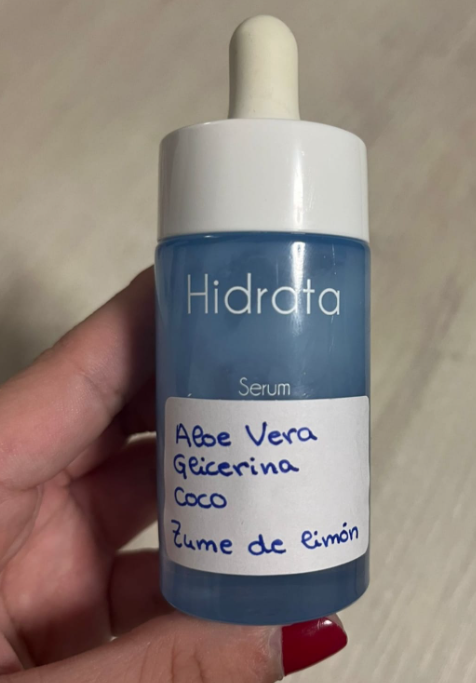 Hidrata
Serum
Aloe Vera
Glicerina
Coco
Zume de limón